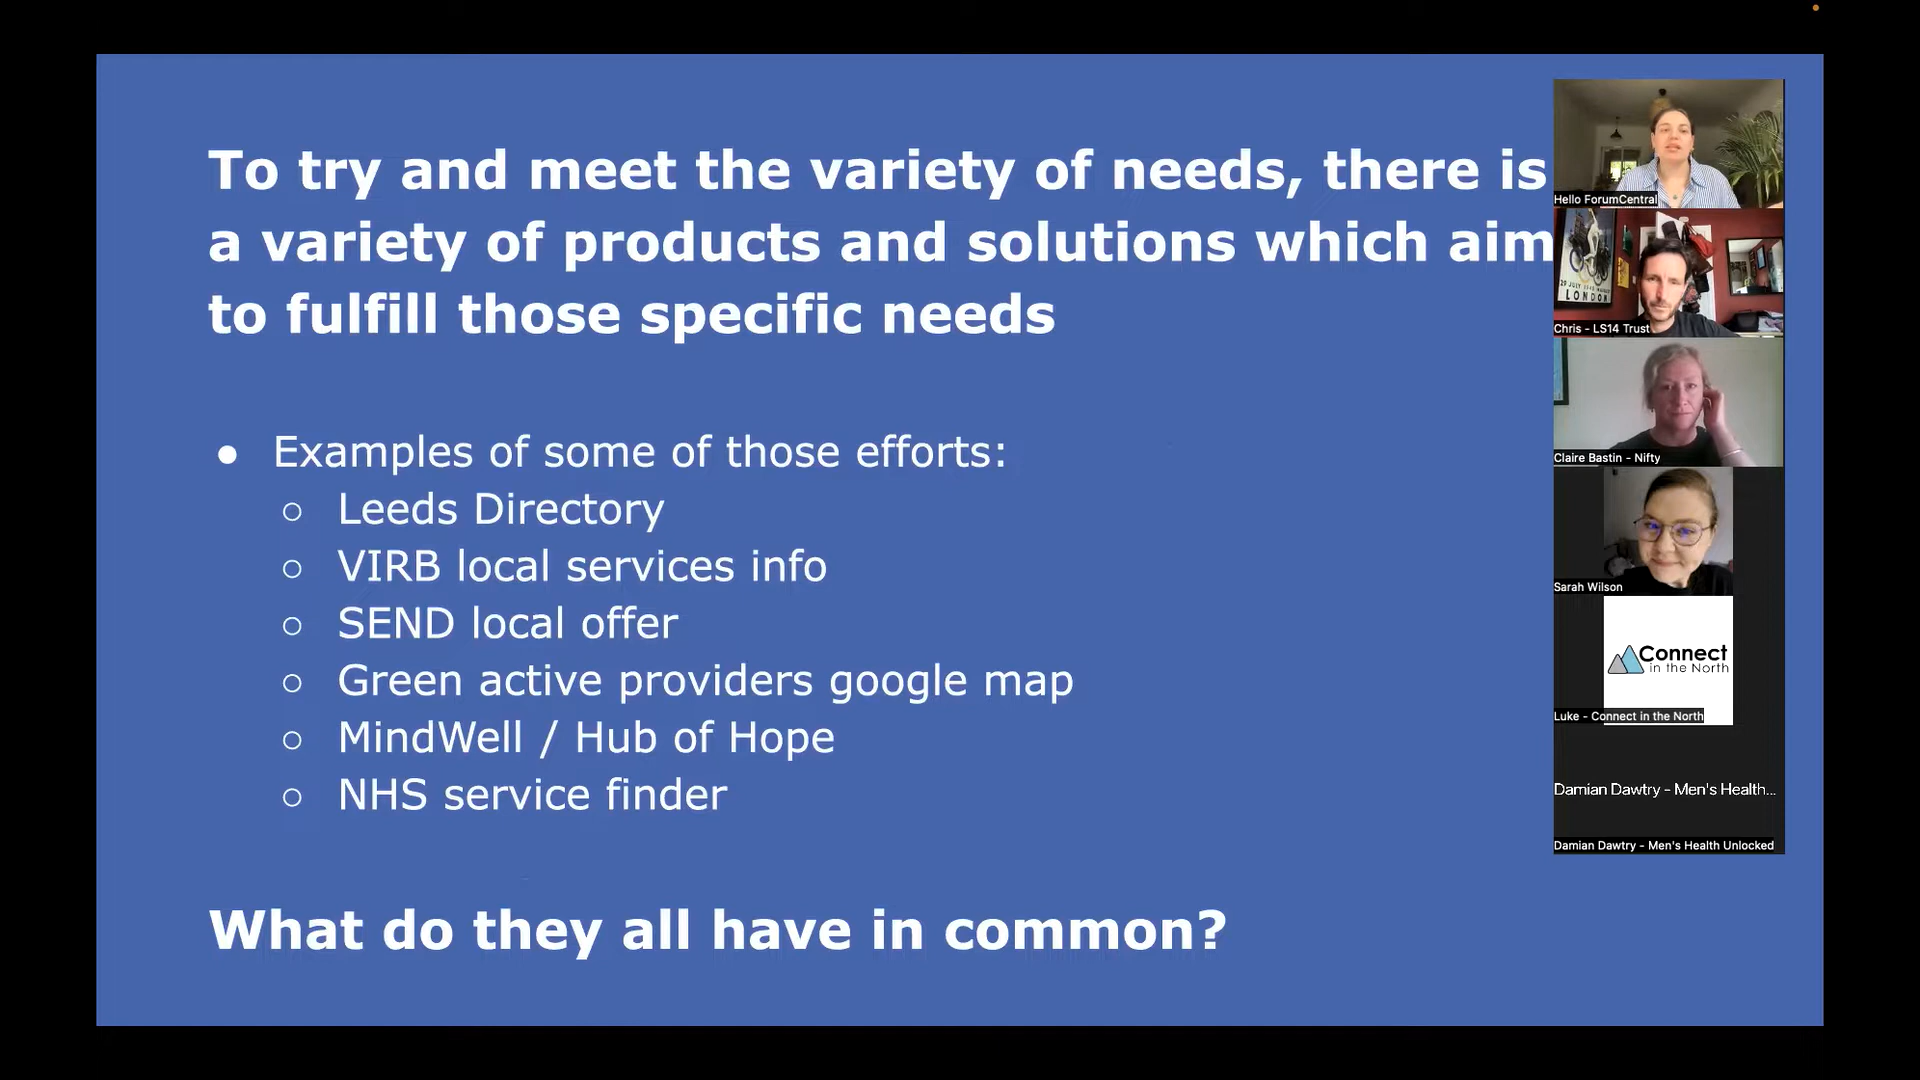 To try and meet the variety of needs, there is
a variety of products and solutions which aim
to fulfill those specific needs
● Examples of some of those efforts:
○ Leeds Directory
○ VIRB local services info
○ SEND local offer
○ Green active providers google map
○ MindWell / Hub of Hope
○ NHS service finder
What do they all have in common?
Hello ForumCentral
LONDON
Chris - LS14 Trust
Claire Bastin - Nifty
Sarah Wilson
Connect
in the North
Luke - Connect in the North
Damian Dawtry - Men's Health...
Damian Dawtry - Men's Health Unlocked